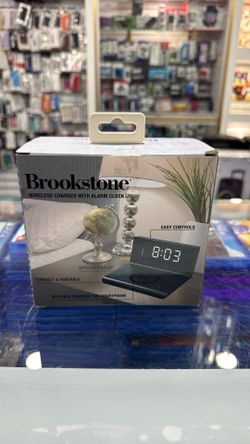 Brookstone
WIRELESS CHARGER WITH ALARM CLOCK
EASY CONTROLS
8:03
COMPACT & PORTABLE
WIRELESS CHARGER FOR SMARTPHONE